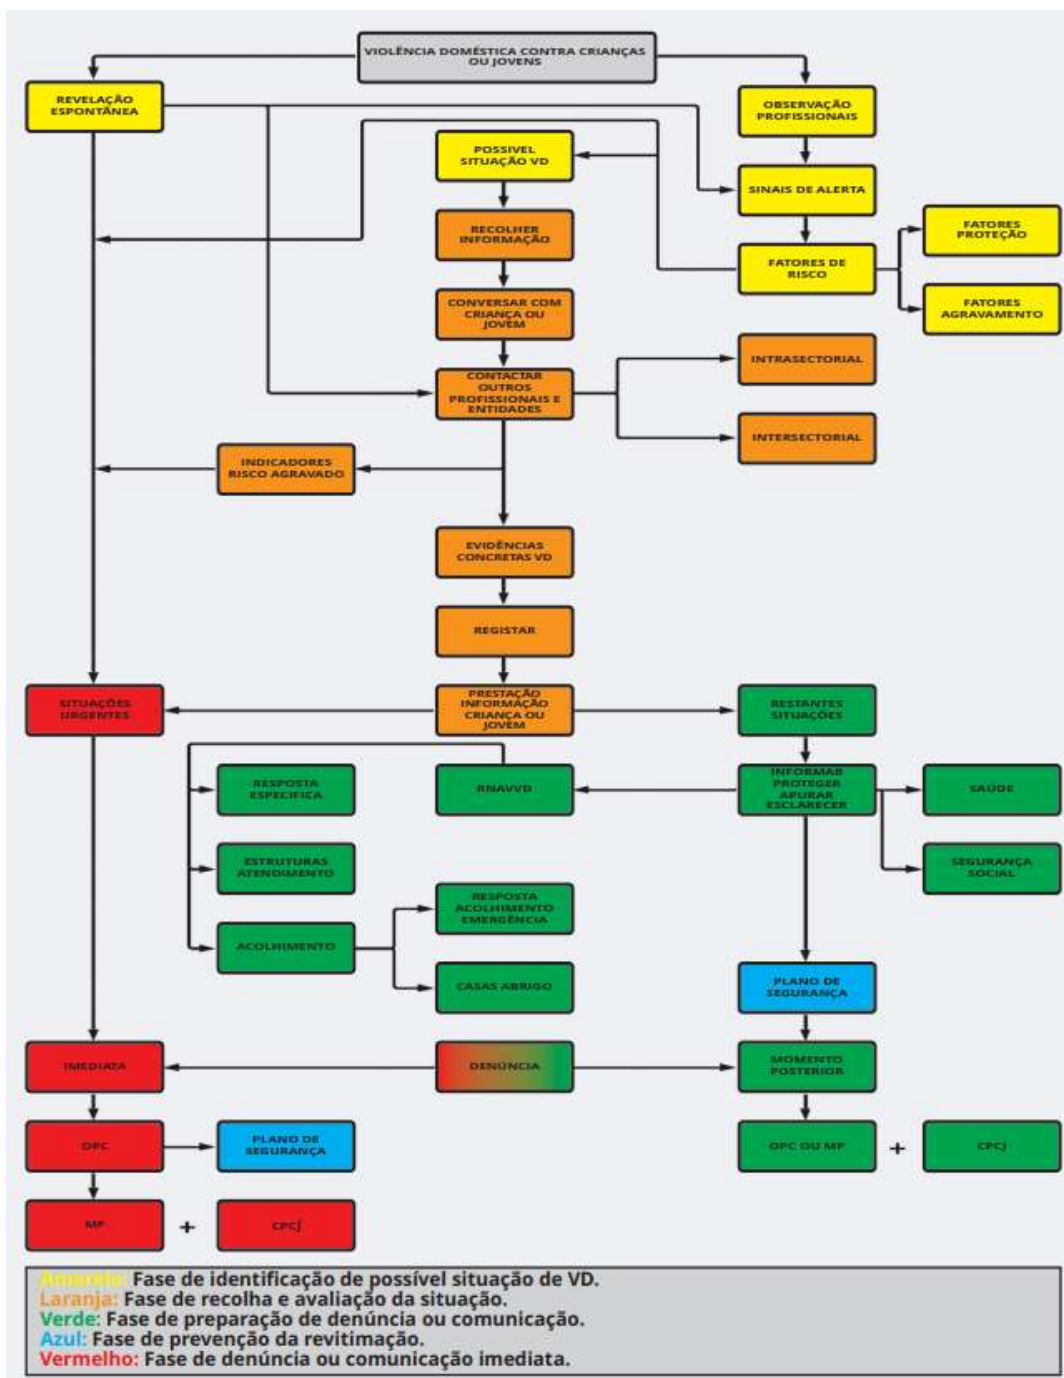 VIOLÊNCIA DOMÉSTICA CONTRA CRIANÇAS
OU JOVENS
REVELAÇÃO
ESPONTÂNEA
OBSERVAÇÃO
PROFISSIONAIS
POSSIVEL
SITUAÇÃO VD
SINAIS DE ALERTA
RECOLHER
INFORMAÇÃO
FATORES
PROTEÇÃO
FATORES DE
RISCO
CONVERSAR COM
CRIANÇA OU
JOVEM
FATORES
AGRAVAMENTO
INTRASECTORIAL
CONTACTAR
OUTROS
PROFISSIONAIS E
ENTIDADES
INTERSECTORIAL
INDICADORES
RISCO AGRAVADO
EVIDÊNCIAS
CONCRETAS VD
REGISTAR
SITUAÇÕES
URGENTES
PRESTAÇÃO
INFORMAÇÃO
CRIANÇA OU
JOVEM
RESTANTES
SITUAÇÕES
RESPOSTA
ESPECIFICA
RNAVVD
INFORMAR
PROTEGER
APURAR
ESCLARECER
SAÚDE
ESTRUTURAS
ATENDIMENTO
SEGURANÇA
SOCIAL
RESPOSTA
ACOLHIMENTO
EMERGÊNCIA
ACOLHIMENTO
CASAS ABRIGO
PLANO DE
SEGURANÇA
IMEDIATA
DENÚNCIA
MOMENTO
POSTERIOR
OPC
PLANO DE
SEGURANÇA
OPC OU MP
+
CPCJ
MP
+
CPCJ
Amarelo: Fase de identificação de possível situação de VD.
Laranja: Fase de recolha e avaliação da situação.
Verde: Fase de preparação de denúncia ou comunicação.
Azul: Fase de prevenção da revitimação.
Vermelho: Fase de denúncia ou comunicação imediata.